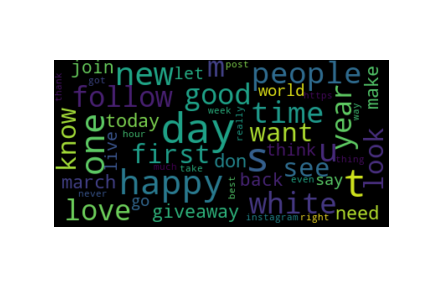 join new let m post people
thank got follow good world https make
know one today week time year way
day really want look
live hour first don s think u thing
much take see
march happy best back even say t
never go
love giveaway white need
instagram right